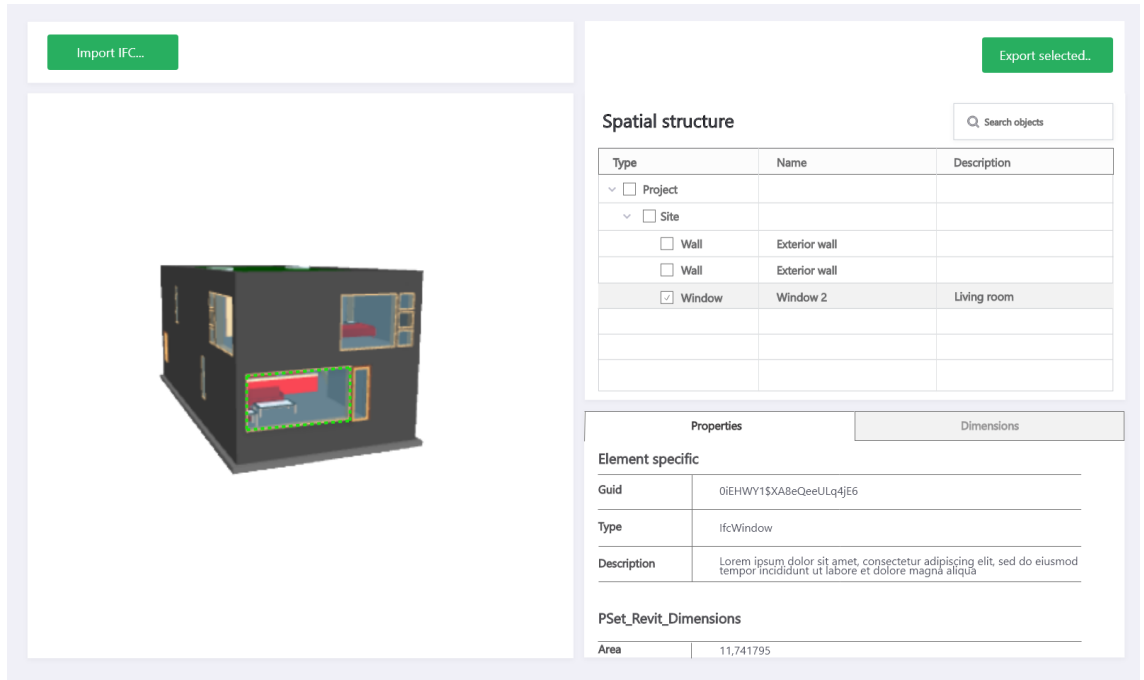 Import IFC...
Export selected..
Spatial structure
Search objects
Type Name Description
Project
Site
Wall Exterior wall
Wall Exterior wall
Window Window 2 Living room
Properties Dimensions
Element specific
Guid 0iEHWY1$XA8eQeeULq4jE6
Type IfcWindow
Description Lorem ipsum dolor sit amet, consectetur adipiscing elit, sed do eiusmod
tempor incididunt ut labore et dolore magna aliqua
PSet_Revit_Dimensions
Area 11,741795